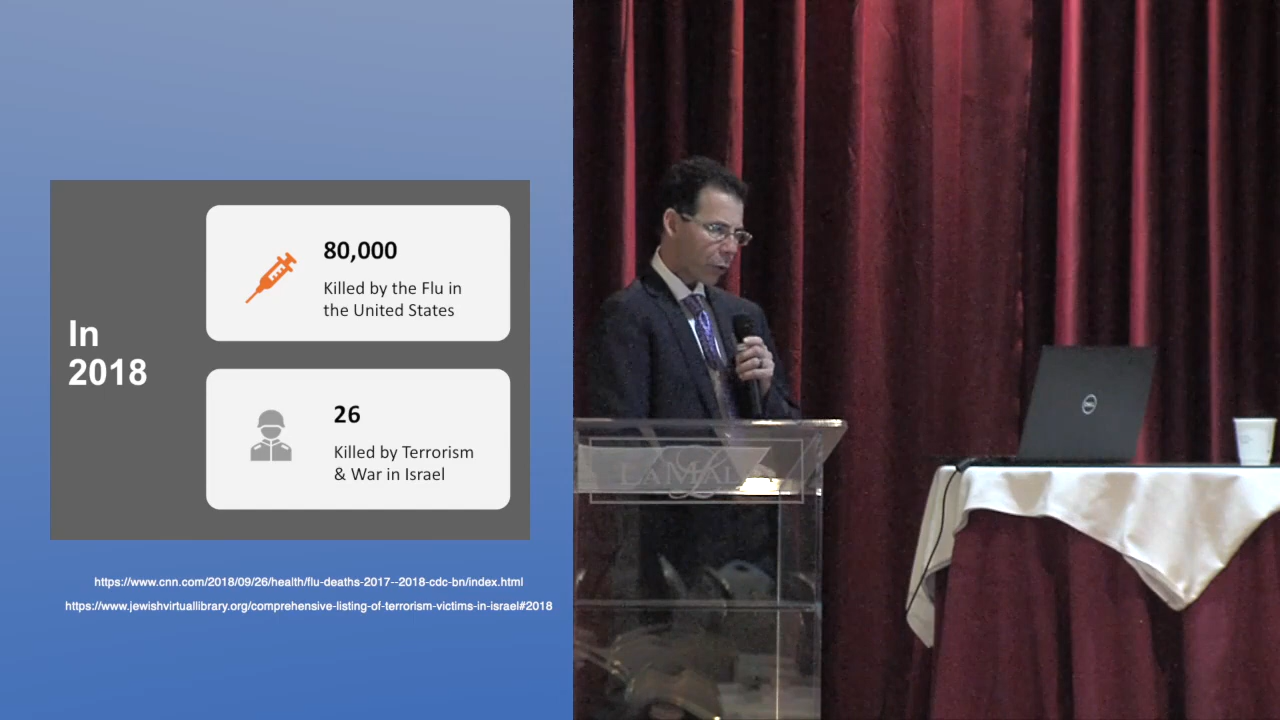 In
2018
80,000
Killed by the Flu in
the United States
26
Killed by Terrorism
& War in Israel
https://www.cnn.com/2018/09/26/health/flu-deaths-2017--2018-cdc-bn/index.html
https://www.jewishvirtuallibrary.org/comprehensive-listing-of-terrorism-victims-in-israel#2018
DELL